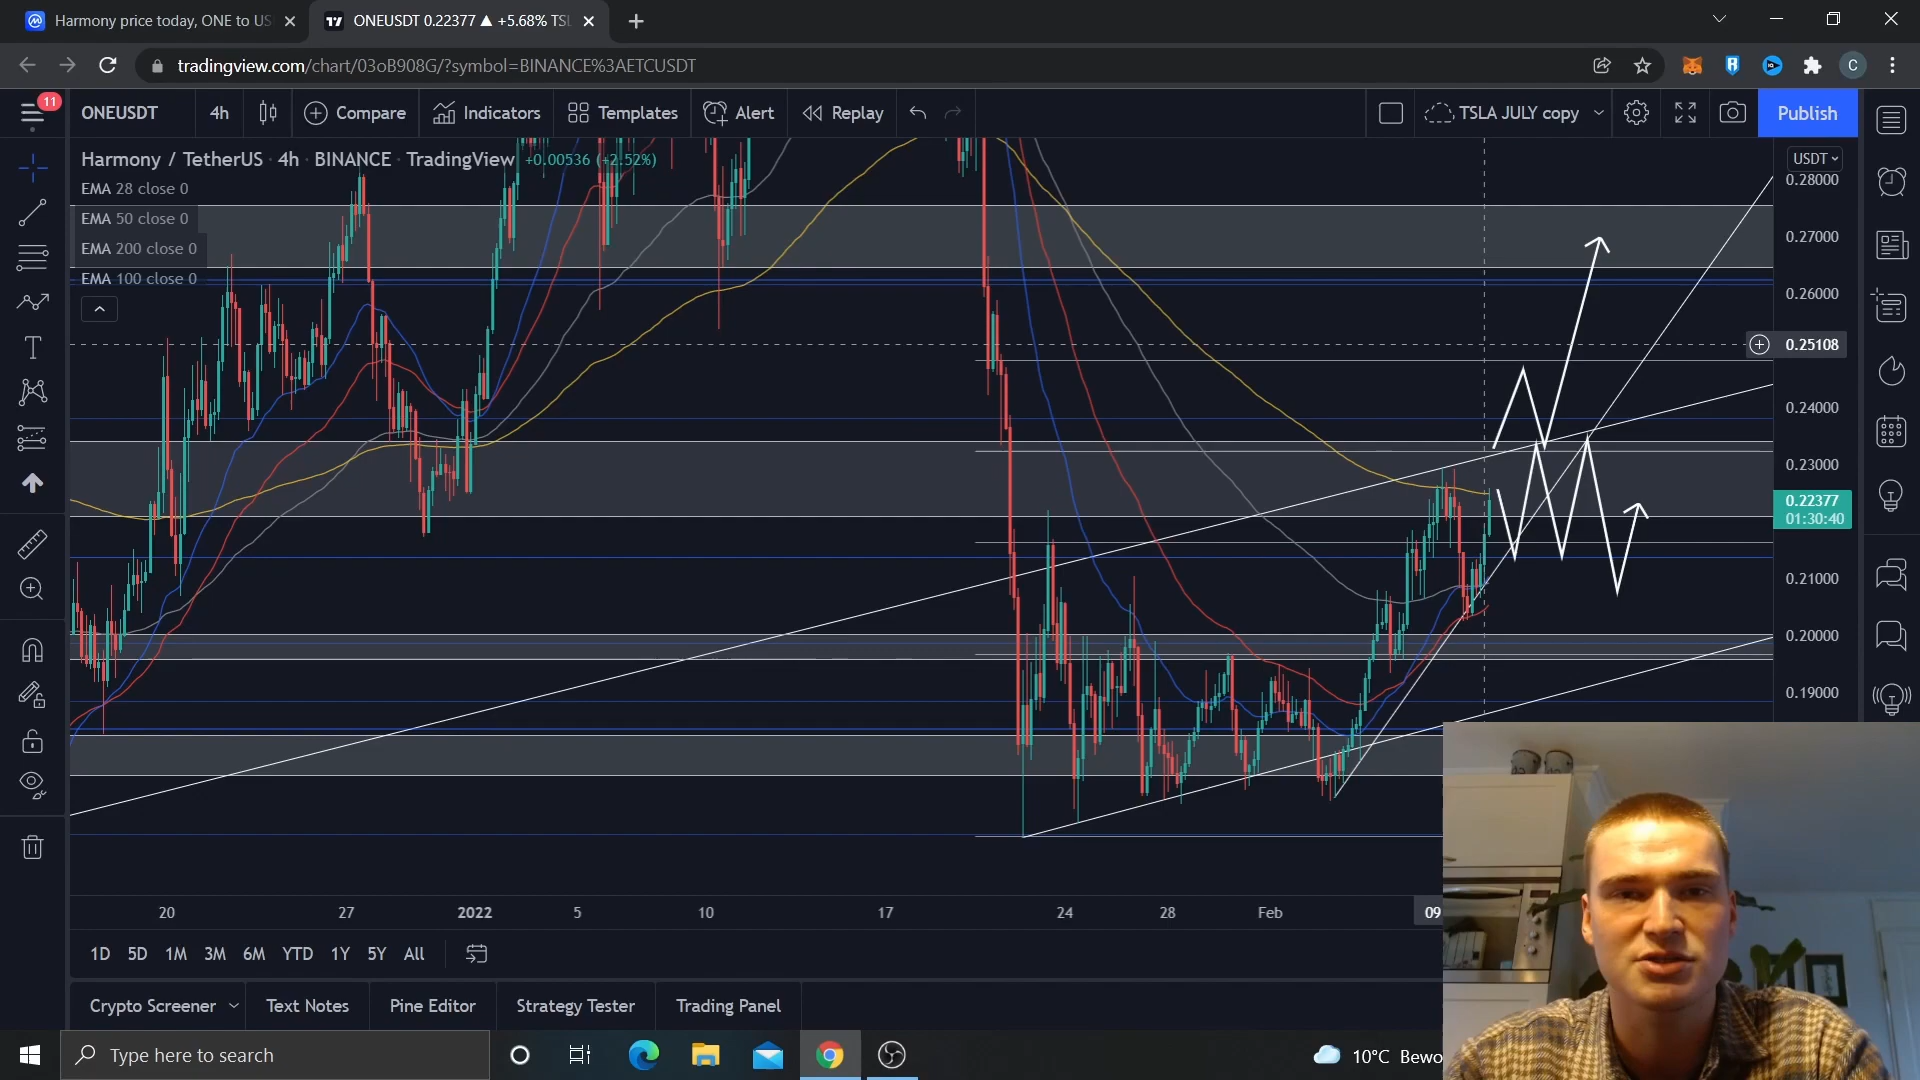 Harmony price today, ONE to US
ONEUSDT 0.22377 ▲ +5.68% TSL
tradingview.com/chart/03oB908G/?symbol=BINANCE%3AETCUSDT
C
11
ONEUSDT 4h Compare Indicators Templates Alert Replay TSLA JULY copy Publish
Harmony / TetherUS · 4h · BINANCE · TradingView +0.00536 (+2.52%)
USDT
EMA 28 close 0
EMA 50 close 0
EMA 200 close 0
EMA 100 close 0
0.28000
0.27000
0.26000
0.25108
0.24000
0.23000
0.22377
01:30:40
0.21000
0.20000
0.19000
20 27 2022 5 10 17 24 28 Feb 09
1D 5D 1M 3M 6M YTD 1Y 5Y All
Crypto Screener Text Notes Pine Editor Strategy Tester Trading Panel
Type here to search
10°C Bewo